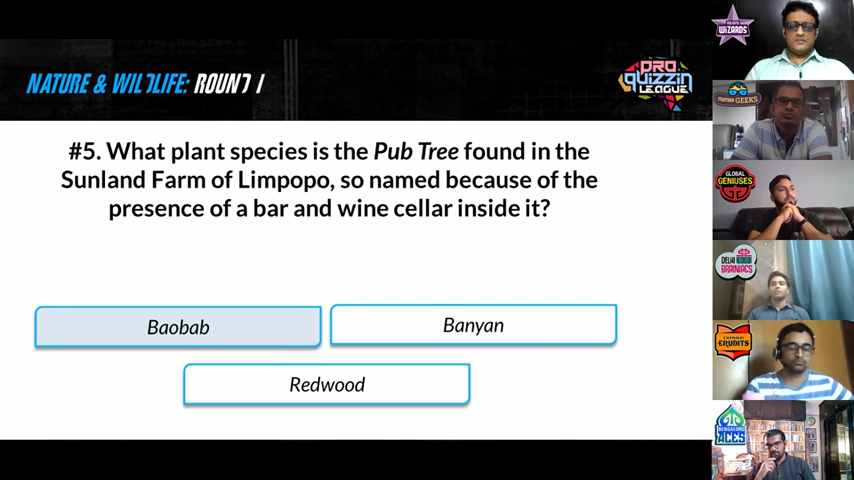 NATURE & WILDLIFE: ROUND 1
PRO
QUIZZIN
LEAGUE
#5. What plant species is the Pub Tree found in the
Sunland Farm of Limpopo, so named because of the
presence of a bar and wine cellar inside it?
Baobab
Banyan
Redwood
WIZARDS
GEEKS
GLOBAL
GENIUSES
DELHI
BRAINIACS
CHENNAI
ERUDITS
BENGALURU
ACES